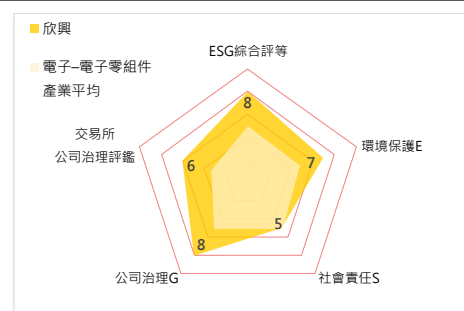 欣興
電子–電子零組件
產業平均
ESG綜合評等
8
環境保護E
7
社會責任S
5
公司治理G
8
交易所
公司治理評鑑
6